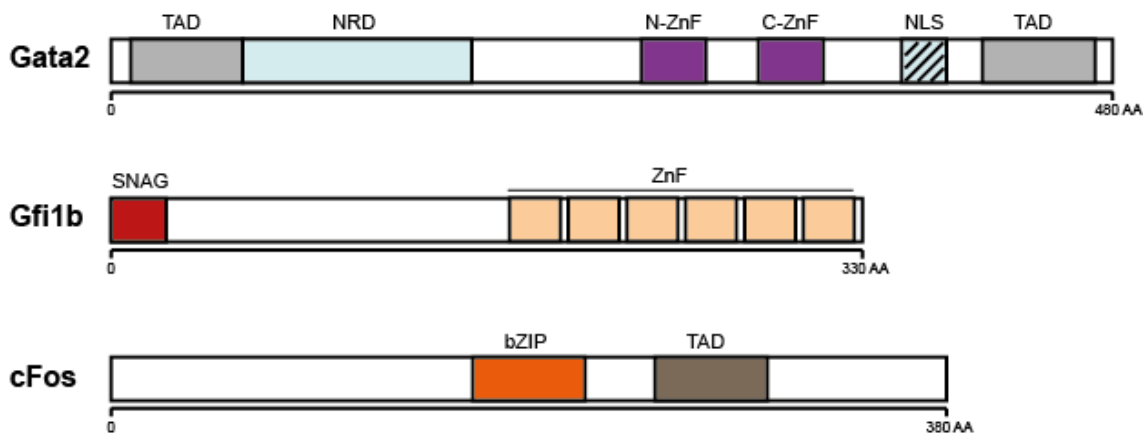 TAD NRD N-ZnF C-ZnF NLS TAD
Gata2
0 480 AA
SNAG ZnF
Gfi1b
0 330 AA
bZIP TAD
cFos
0 380 AA